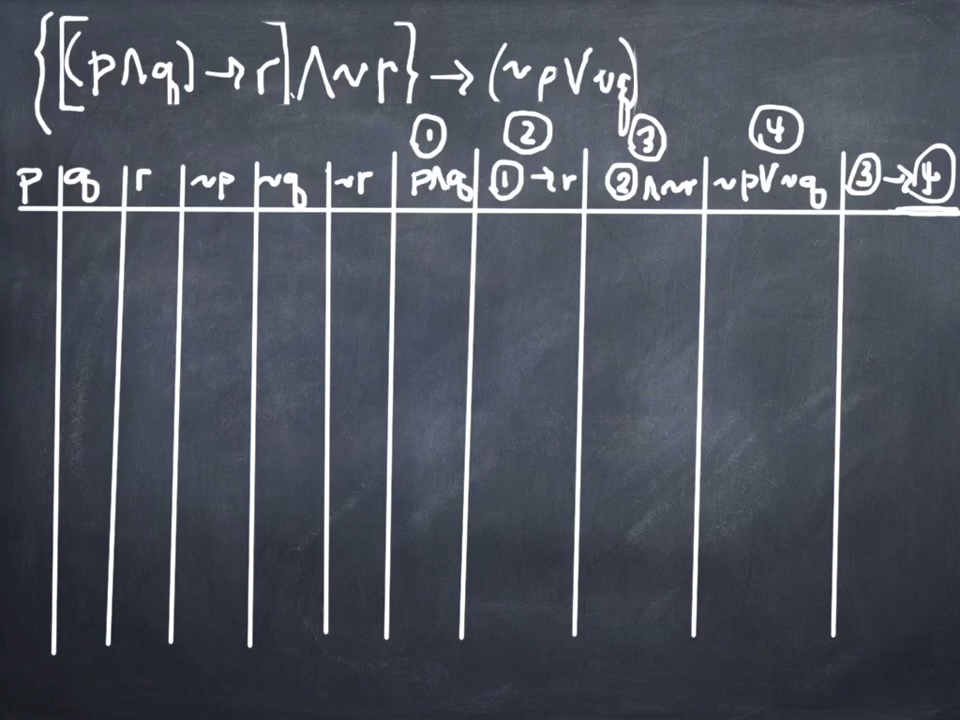 {[(p∧q)→r]∧~r}→(~p∨~q)
① ② ③ ④
p q r ~p ~q ~r p∧q ①→r ②∧~r ~p∨~q ③→④